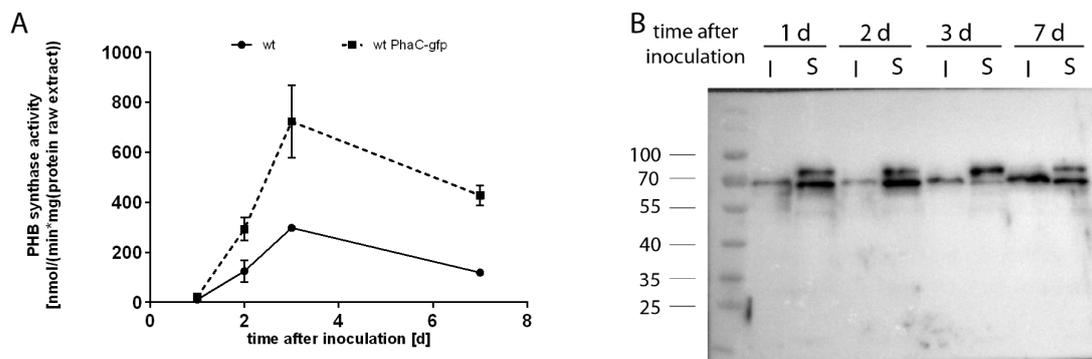 A
wt
wt PhaC-gfp
PHB synthase activity
[nmol/(min*mg(protein raw extract))
1000
800
600
400
200
0
0 2 4 6 8
time after inoculation [d]
B
time after
inoculation
1 d 2 d 3 d 7 d
I S I S I S I S
100
70
55
40
35
25